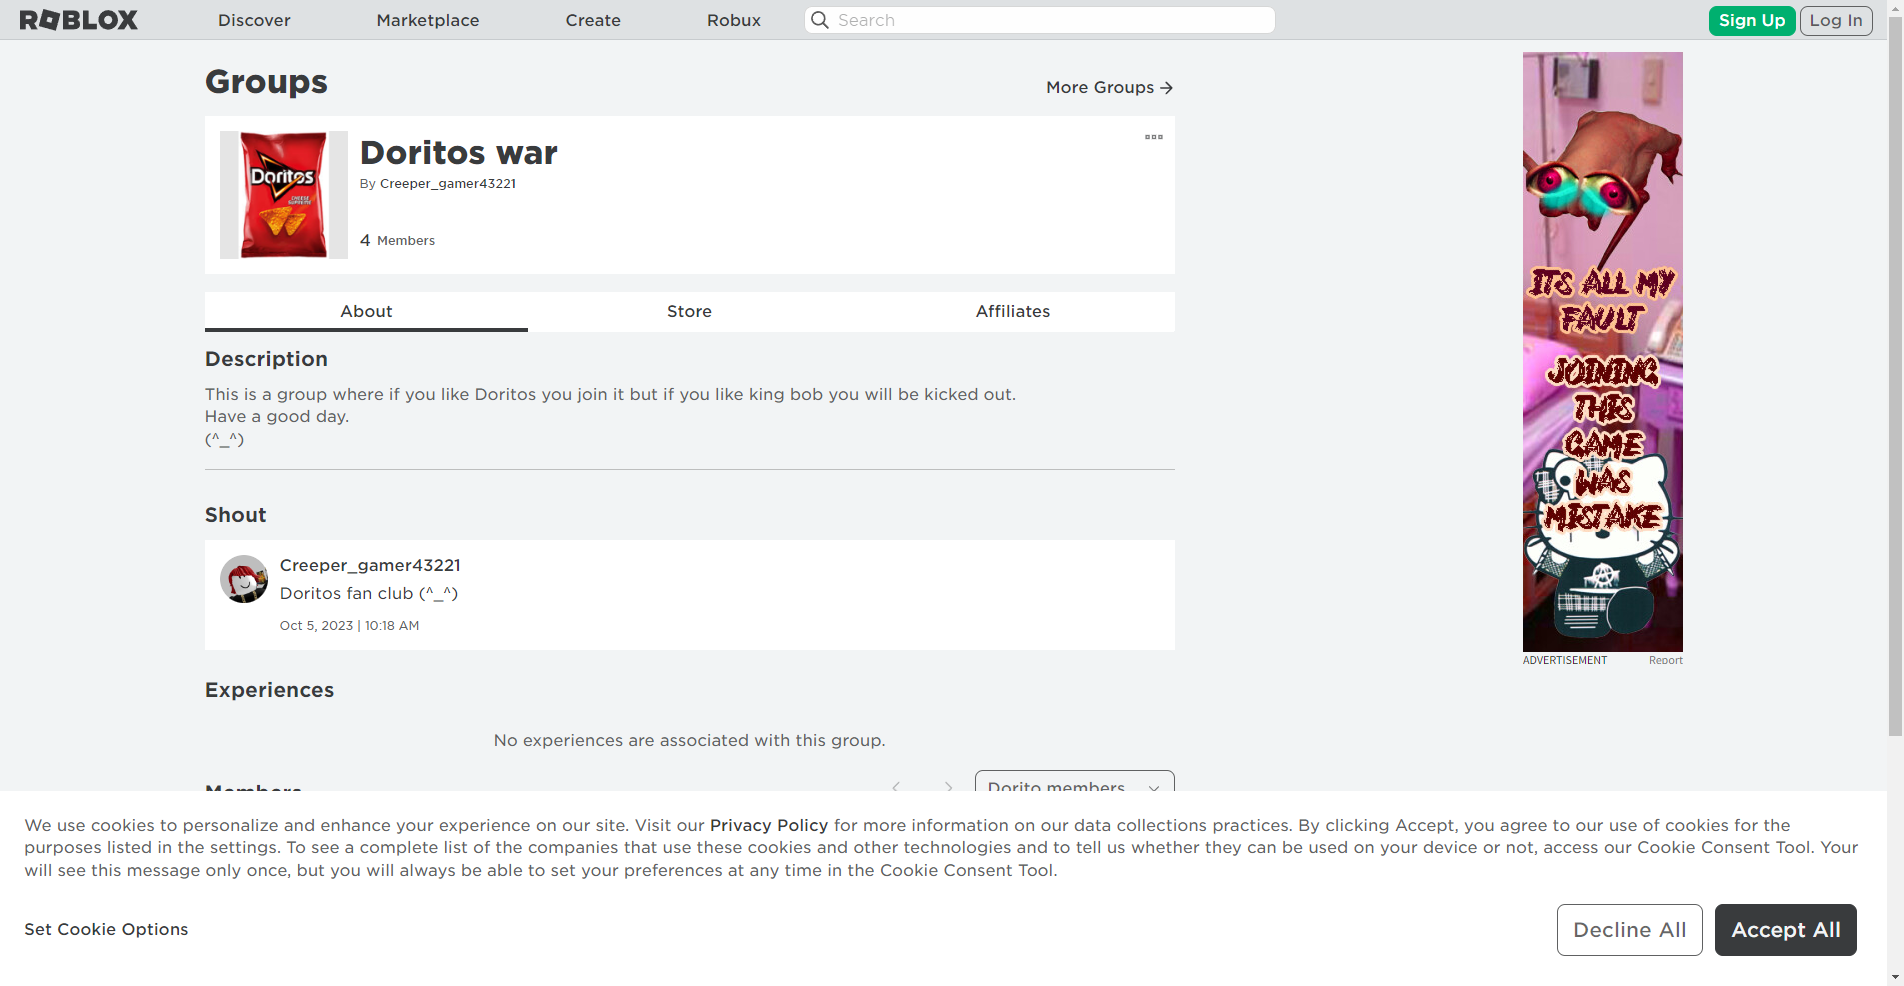 ROBLOX
Discover
Marketplace
Create
Robux
Search
Sign Up
Log In
Groups
More Groups
Doritos
CHEESE
SUPREME
Doritos war
By Creeper_gamer43221
4 Members
About
Store
Affiliates
Description
This is a group where if you like Doritos you join it but if you like king bob you will be kicked out.
Have a good day.
(^_^)
Shout
Creeper_gamer43221
Doritos fan club (^_^)
Oct 5, 2023 | 10:18 AM
Experiences
No experiences are associated with this group.
Members
Dorito members
ITS ALL MY
FAULT
JOINING
THIS
GAME
WAS
MISTAKE
ADVERTISEMENT
Report
We use cookies to personalize and enhance your experience on our site. Visit our Privacy Policy for more information on our data collections practices. By clicking Accept, you agree to our use of cookies for the
purposes listed in the settings. To see a complete list of the companies that use these cookies and other technologies and to tell us whether they can be used on your device or not, access our Cookie Consent Tool. Your
will see this message only once, but you will always be able to set your preferences at any time in the Cookie Consent Tool.
Set Cookie Options
Decline All
Accept All